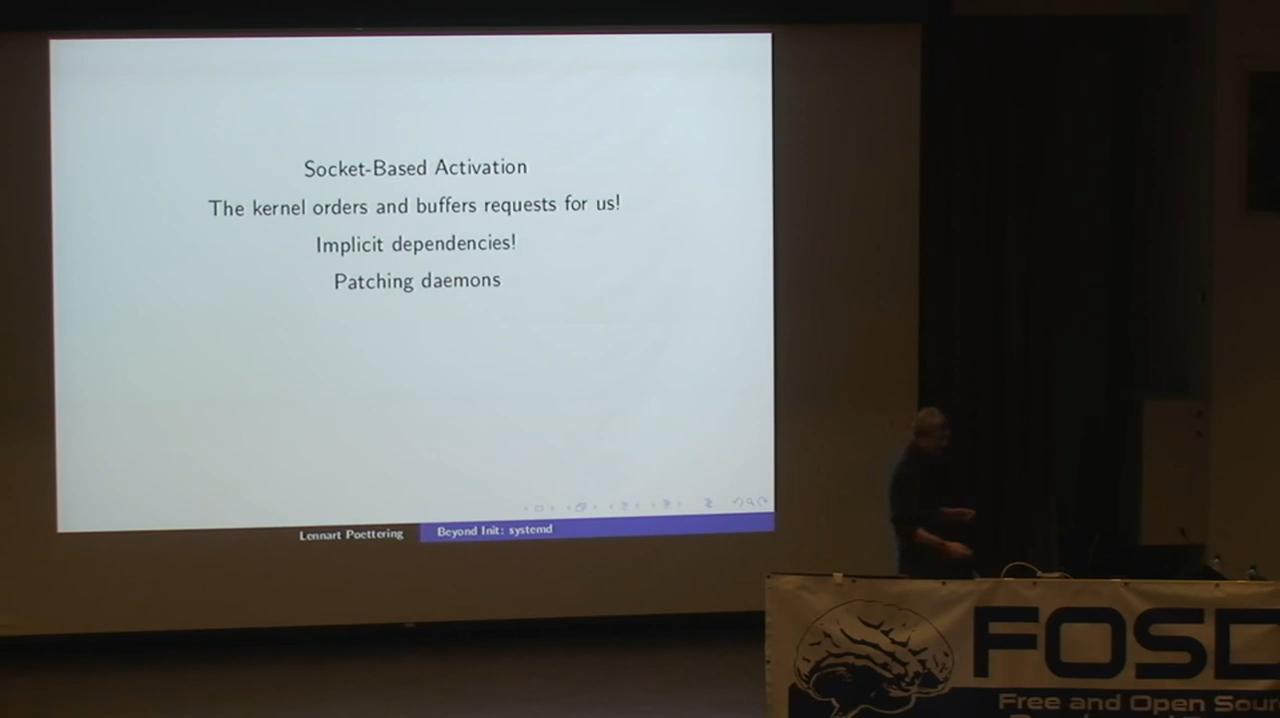 Socket-Based Activation
The kernel orders and buffers requests for us!
Implicit dependencies!
Patching daemons
Lennart Poettering
Beyond Init: systemd
FOSD
Free and Open Sour